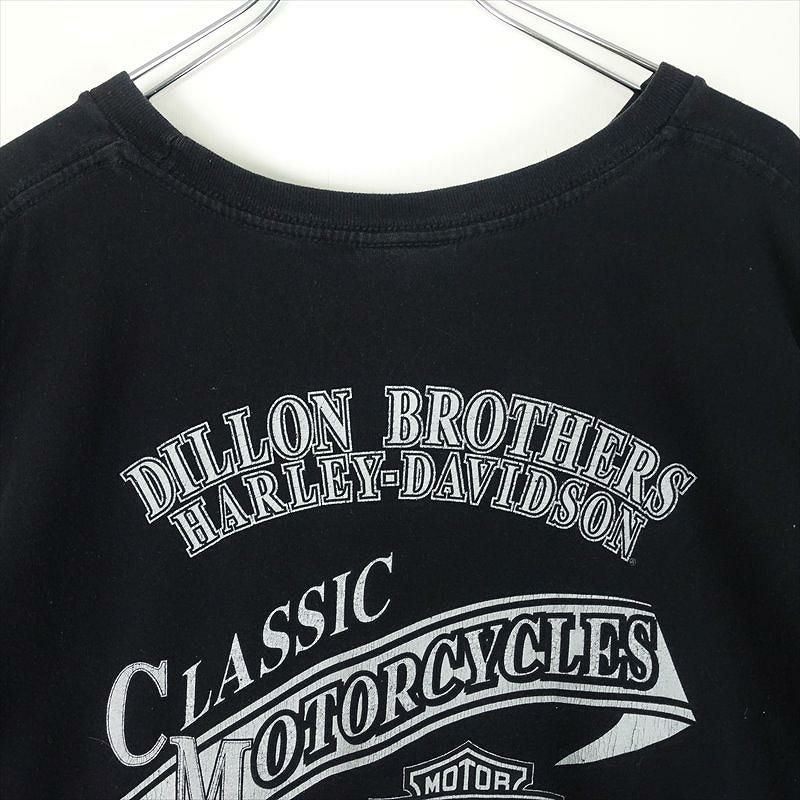 DILLON BROTHERS
HARLEY-DAVIDSON®
CLASSIC
MOTORCYCLES
MOTOR